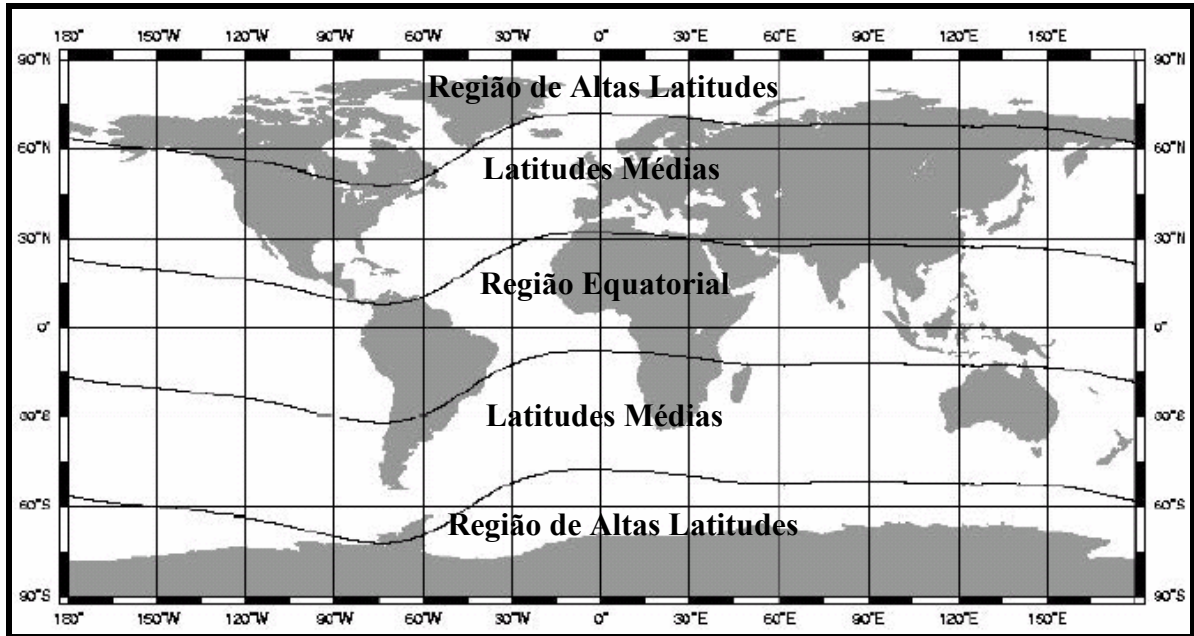 180° 150°W 120°W 90°W 60°W 30°W 0° 30°E 60°E 90°E 120°E 150°E
90°N 90°N
Região de Altas Latitudes
60°N 60°N
Latitudes Médias
30°N 30°N
Região Equatorial
0° 0°
30°S 30°S
Latitudes Médias
60°S 60°S
Região de Altas Latitudes
90°S 90°S
180° 150°W 120°W 90°W 60°W 30°W 0° 30°E 60°E 90°E 120°E 150°E